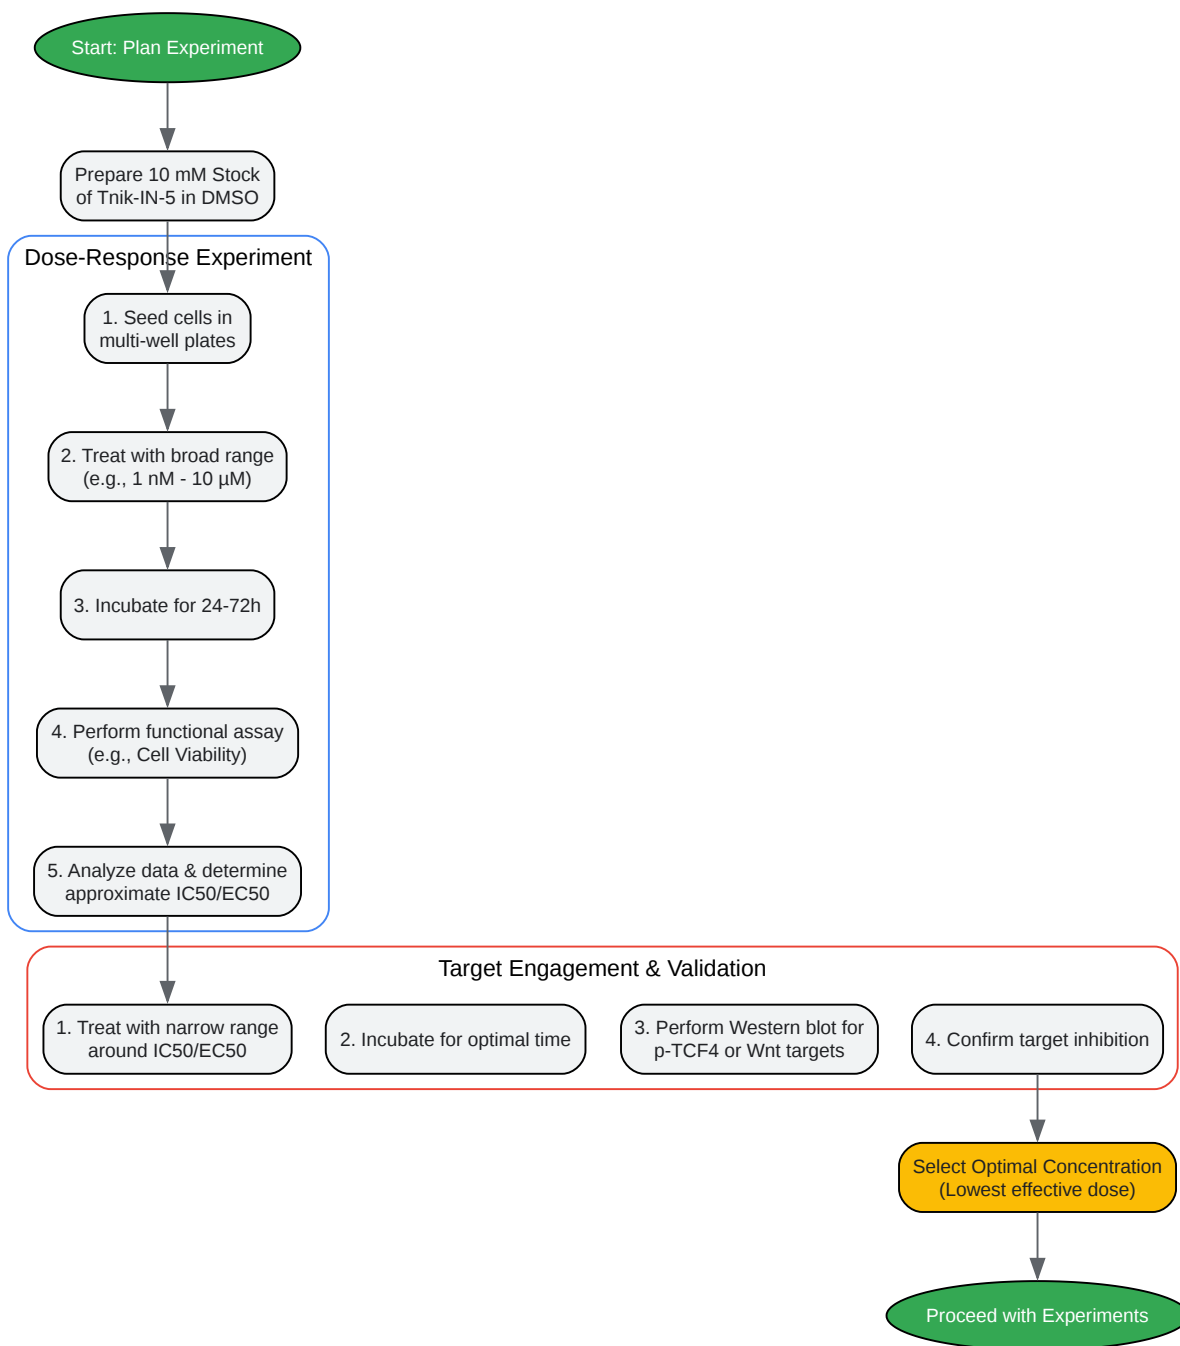 Start: Plan Experiment
Prepare 10 mM Stock
of Tnik-IN-5 in DMSO
Dose-Response Experiment
1. Seed cells in
multi-well plates
2. Treat with broad range
(e.g., 1 nM - 10 µM)
3. Incubate for 24-72h
4. Perform functional assay
(e.g., Cell Viability)
5. Analyze data & determine
approximate IC50/EC50
Target Engagement & Validation
1. Treat with narrow range
around IC50/EC50
2. Incubate for optimal time
3. Perform Western blot for
p-TCF4 or Wnt targets
4. Confirm target inhibition
Select Optimal Concentration
(Lowest effective dose)
Proceed with Experiments